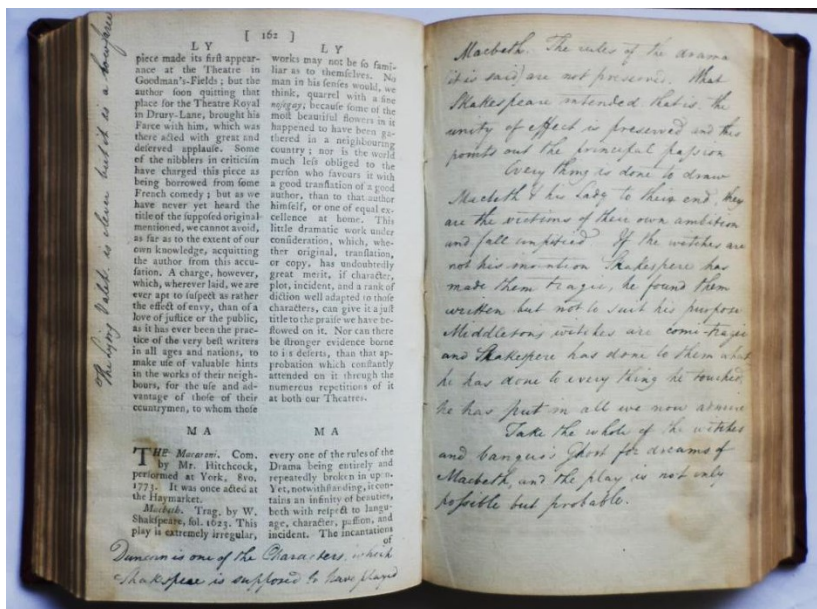 The Lying Valet is clever but it is a low farce
[ 162 ]
L Y
piece made its first appear-
ance at the Theatre in
Goodman's-Fields; but the
author soon quitting that
place for the Theatre Royal
in Drury-Lane, brought his
Farce with him, which was
there acted with great and
deserved applause. Some
of the nibblers in criticism
have charged this piece as
being borrowed from some
French comedy; but as we
have never yet heard the
title of the supposed original
mentioned, we cannot avoid,
as far as to the extent of our
own knowledge, acquitting
the author from this accu-
sation. A charge, however,
which, wherever laid, we are
ever apt to suspect as rather
the effect of envy, than of a
love of justice or the public,
as it has ever been the prac-
tice of the very best writers
in all ages and nations, to
make use of valuable hints
in the works of their neigh-
bours, for the use and ad-
vantage of those of their
countrymen, to whom those
L Y
works may not be so fami-
liar as to themselves. No
man in his senses would, we
think, quarrel with a fine
nosegay, because some of the
most beautiful flowers in it
happened to have been ga-
thered in a neighbouring
country; nor is the world
much less obliged to the
person who favours it with
a good translation of a good
author, than to that author
himself, or one of equal ex-
cellence at home. This
little dramatic work under
consideration, which, whe-
ther original, translation,
or copy, has undoubtedly
great merit, if character,
plot, incident, and a rank of
diction well adapted to those
characters, can give it a just
title to the praise we have be-
stowed on it. Nor can there
be stronger evidence borne
to its deserts, than that ap-
probation which constantly
attended on it through the
numerous repetitions of it
at both our Theatres.
M A
THE Macaroni. Com.
by Mr. Hitchcock,
performed at York, 8vo.
1773. It was once acted at
the Haymarket.
Macbeth. Trag. by W.
Shakspeare, fol. 1623. This
play is extremely irregular,
M A
every one of the rules of the
Drama being entirely and
repeatedly broken in upon.
Yet, notwithstanding, it con-
tains an infinity of beauties,
both with respect to langu-
age, character, passion, and
incident. The incantations
of
Duncan is one of the Characters, which
Shakspere is supposed to have played
Macbeth. The rules of the drama
it is said, are not preserved. What
Shakespeare intended that is, the
unity of effect is preserved and this
points out the principal passion
Every thing is done to draw
Macbeth & his Lady to their end, they
are the victims of their own ambition
and fall unpitied. If the witches are
not his invention Shakespere has
made them tragic, he found them
written but not to suit his purpose
Middletons witches are comi-tragic
and Shakespere has done to them what
he has done to every thing he touched,
he has put in all we now admire
Take the whole of the witches
and banquo's Ghost for dreams of
Macbeth, and the play is not only
possible but probable.